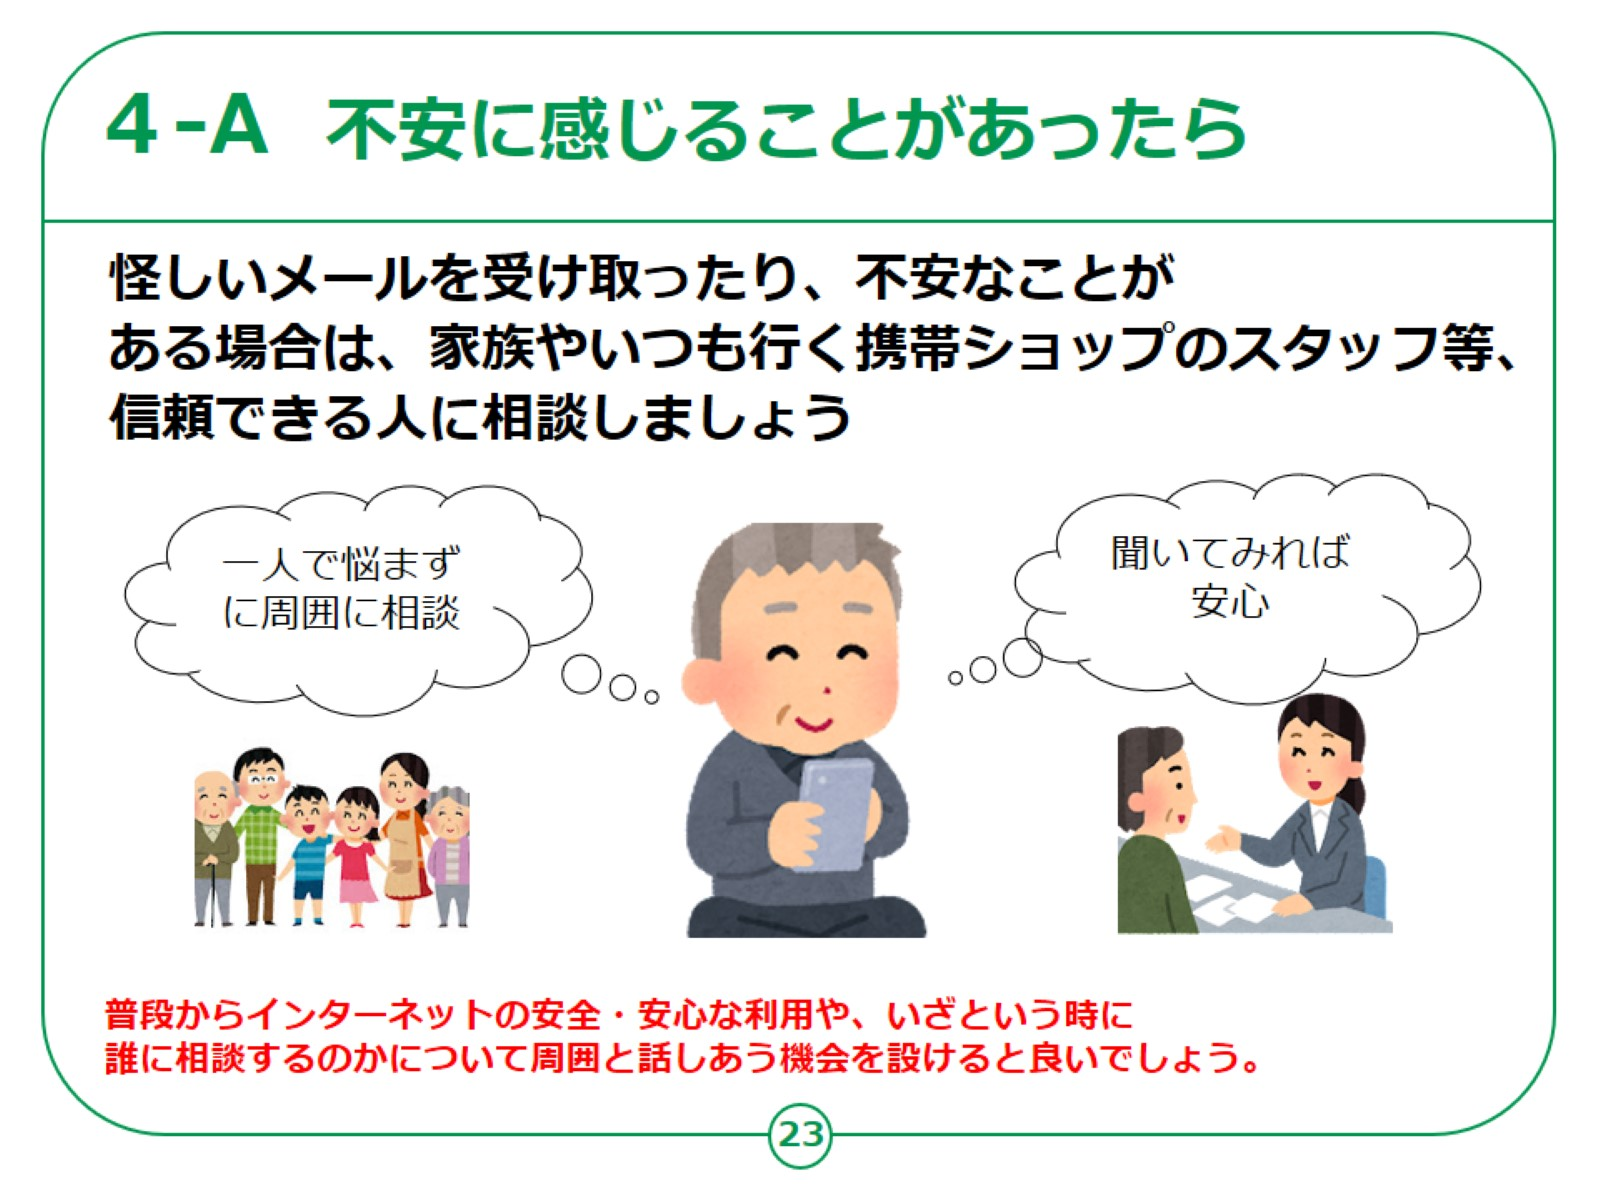 ４-A 不安に感じることがあったら
怪しいメールを受け取ったり、不安なことが
ある場合は、家族やいつも行く携帯ショップのスタッフ等、
信頼できる人に相談しましょう
一人で悩まず
に周囲に相談
聞いてみれば
安心
普段からインターネットの安全・安心な利用や、いざという時に
誰に相談するのかについて周囲と話しあう機会を設けると良いでしょう。
23